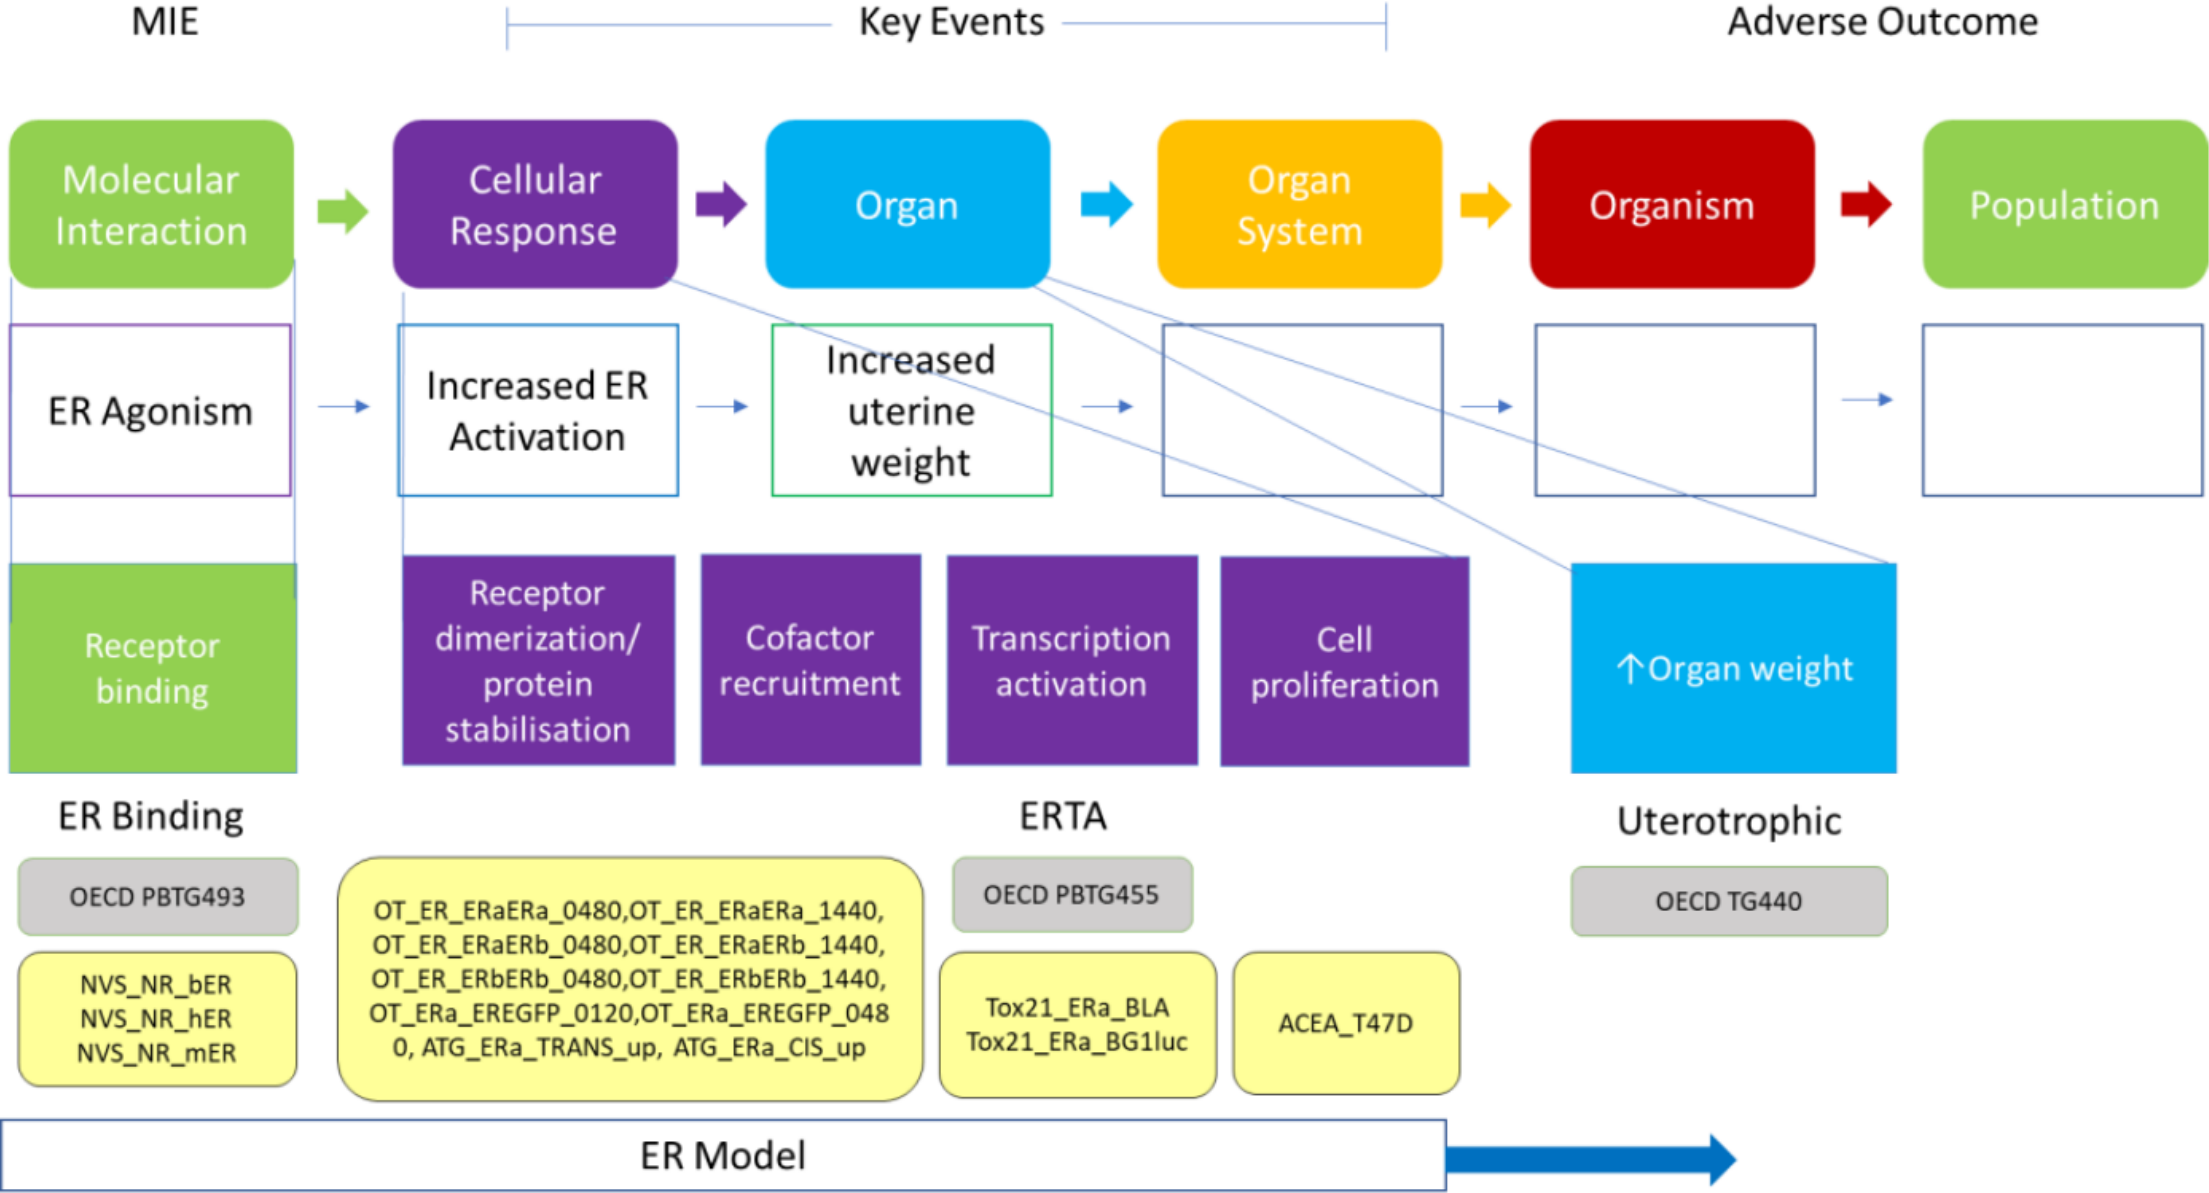 MIE
Key Events
Adverse Outcome
Molecular
Interaction
Cellular
Response
Organ
Organ
System
Organism
Population
ER Agonism
Increased ER
Activation
Increased
uterine
weight
Receptor
binding
Receptor
dimerization/
protein
stabilisation
Cofactor
recruitment
Transcription
activation
Cell
proliferation
↑Organ weight
ER Binding
ERTA
Uterotrophic
OECD PBTG493
OECD PBTG455
OECD TG440
NVS_NR_bER
NVS_NR_hER
NVS_NR_mER
OT_ER_ERaERa_0480,OT_ER_ERaERa_1440,
OT_ER_ERaERb_0480,OT_ER_ERaERb_1440,
OT_ER_ERbERb_0480,OT_ER_ERbERb_1440,
OT_ERa_EREGFP_0120,OT_ERa_EREGFP_048
0, ATG_ERa_TRANS_up, ATG_ERa_CIS_up
Tox21_ERa_BLA
Tox21_ERa_BG1luc
ACEA_T47D
ER Model